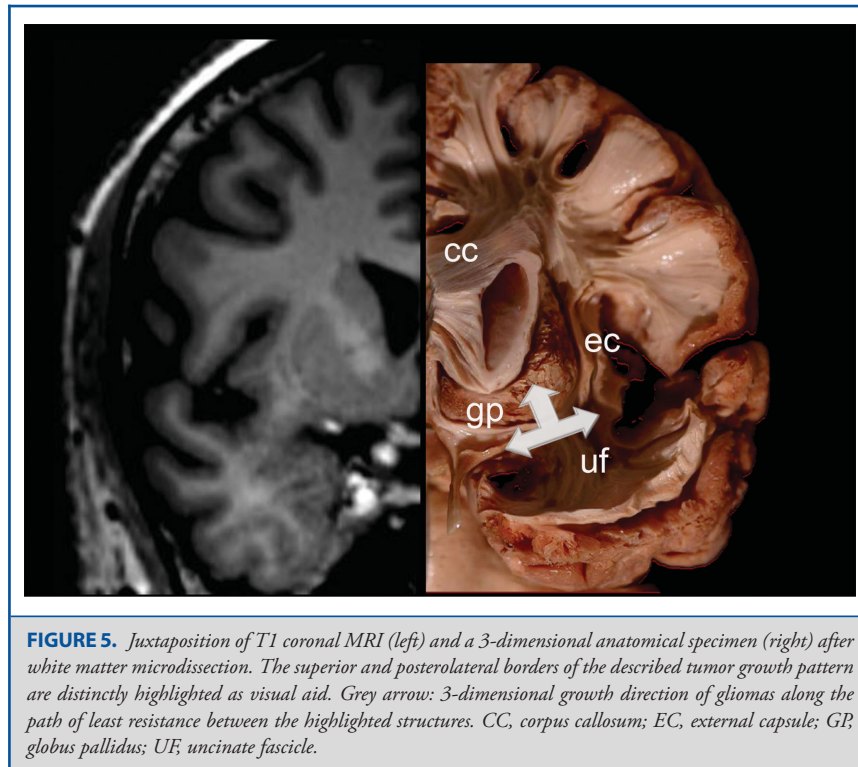 cc
ec
gp
uf
FIGURE 5. Juxtaposition of T1 coronal MRI (left) and a 3-dimensional anatomical specimen (right) after
white matter microdissection. The superior and posterolateral borders of the described tumor growth pattern
are distinctly highlighted as visual aid. Grey arrow: 3-dimensional growth direction of gliomas along the
path of least resistance between the highlighted structures. CC, corpus callosum; EC, external capsule; GP,
globus pallidus; UF, uncinate fascicle.